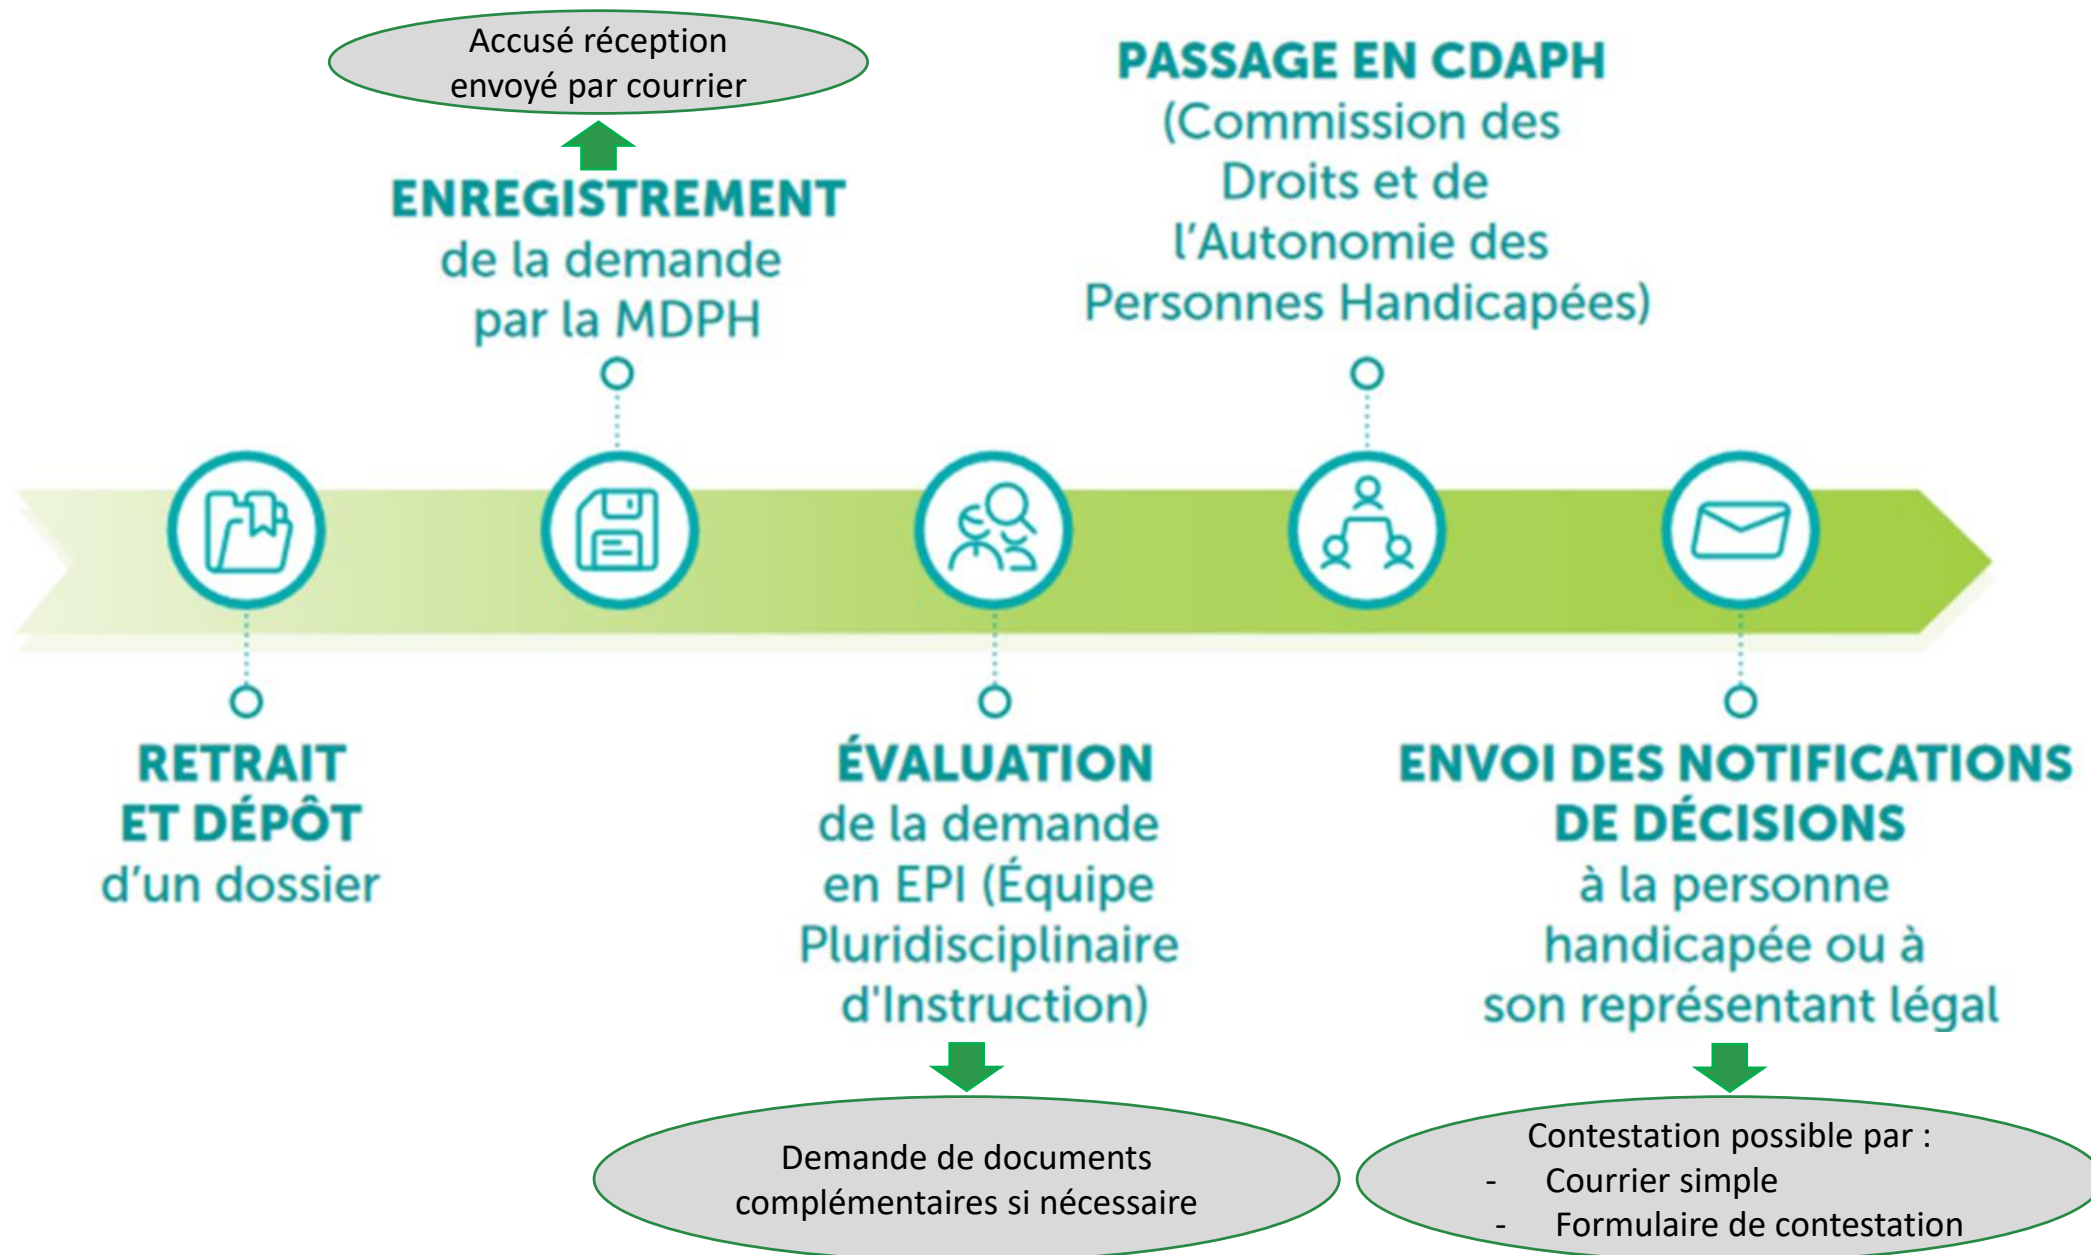 Accusé réception
envoyé par courrier
ENREGISTREMENT
de la demande
par la MDPH
PASSAGE EN CDAPH
(Commission des
Droits et de
l'Autonomie des
Personnes Handicapées)
RETRAIT
ET DÉPÔT
d'un dossier
ÉVALUATION
de la demande
en EPI (Équipe
Pluridisciplinaire
d'Instruction)
Demande de documents
complémentaires si nécessaire
ENVOI DES NOTIFICATIONS
DE DÉCISIONS
à la personne
handicapée ou à
son représentant légal
Contestation possible par :
- Courrier simple
- Formulaire de contestation